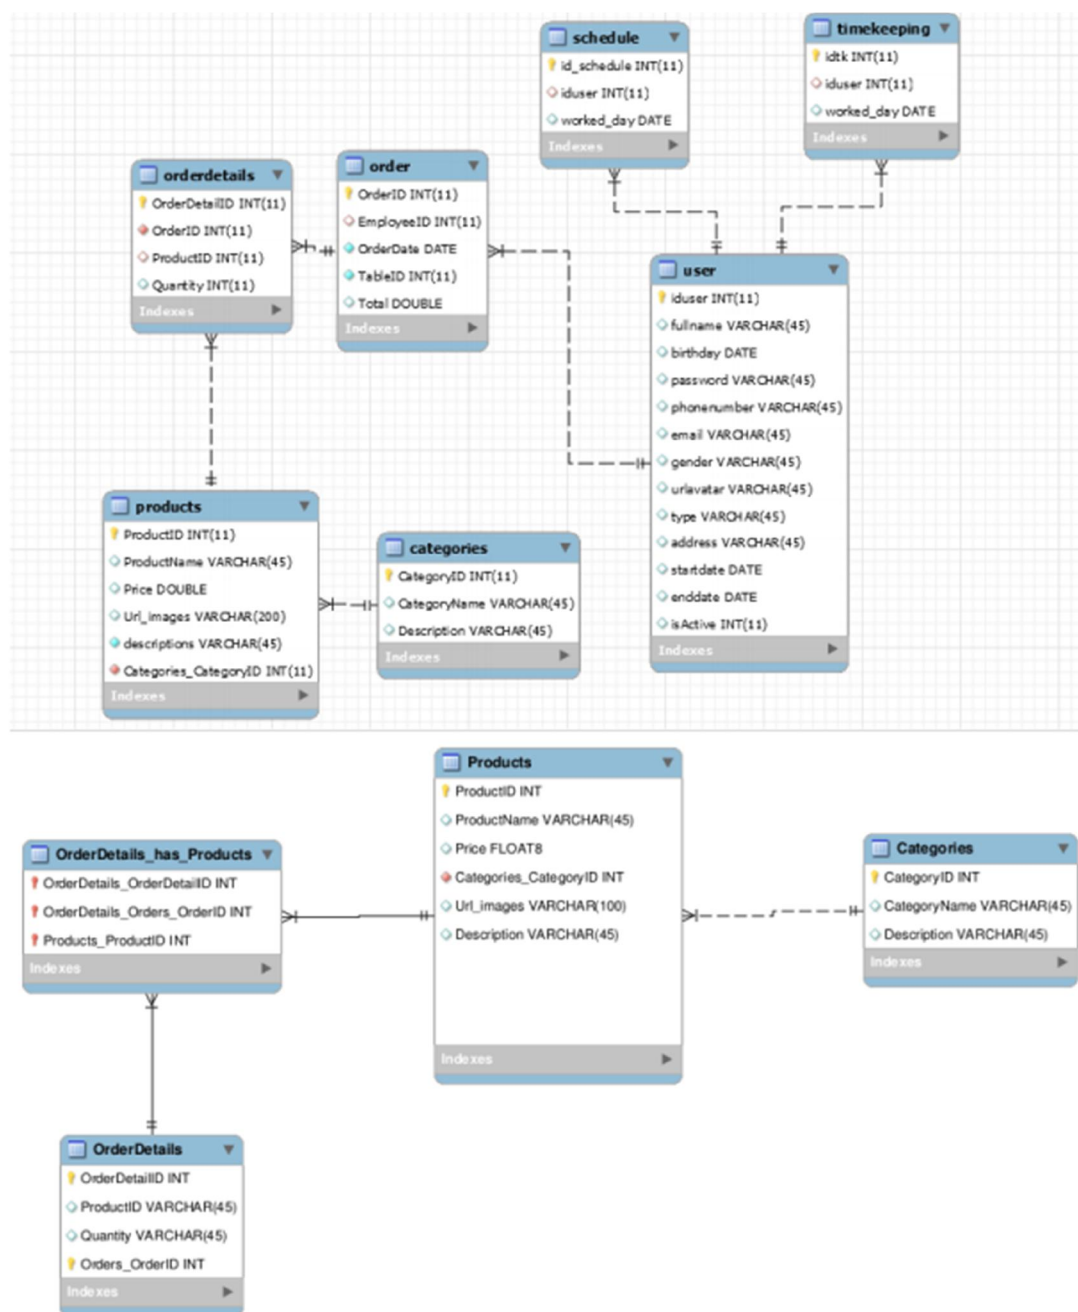 schedule
id_schedule INT(11)
iduser INT(11)
worked_day DATE
Indexes
timekeeping
idtk INT(11)
iduser INT(11)
worked_day DATE
Indexes
orderdetails
OrderDetailID INT(11)
OrderID INT(11)
ProductID INT(11)
Quantity INT(11)
Indexes
order
OrderID INT(11)
EmployeeID INT(11)
OrderDate DATE
TableID INT(11)
Total DOUBLE
Indexes
user
iduser INT(11)
fullname VARCHAR(45)
birthday DATE
password VARCHAR(45)
phonenumber VARCHAR(45)
email VARCHAR(45)
gender VARCHAR(45)
urlavatar VARCHAR(45)
type VARCHAR(45)
address VARCHAR(45)
startdate DATE
enddate DATE
isActive INT(11)
Indexes
products
ProductID INT(11)
ProductName VARCHAR(45)
Price DOUBLE
Url_images VARCHAR(200)
descriptions VARCHAR(45)
Categories_CategoryID INT(11)
Indexes
categories
CategoryID INT(11)
CategoryName VARCHAR(45)
Description VARCHAR(45)
Indexes
Products
ProductID INT
ProductName VARCHAR(45)
Price FLOAT8
Categories_CategoryID INT
Url_images VARCHAR(100)
Description VARCHAR(45)
Indexes
OrderDetails_has_Products
OrderDetails_OrderDetailID INT
OrderDetails_Orders_OrderID INT
Products_ProductID INT
Indexes
Categories
CategoryID INT
CategoryName VARCHAR(45)
Description VARCHAR(45)
Indexes
OrderDetails
OrderDetailID INT
ProductID VARCHAR(45)
Quantity VARCHAR(45)
Orders_OrderID INT
Indexes